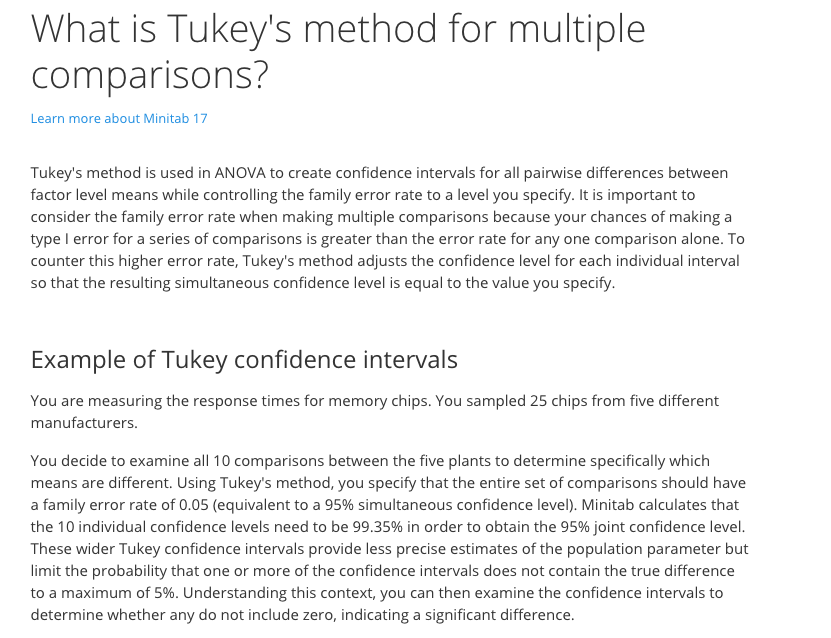 What is Tukey's method for multiple
comparisons?
Learn more about Minitab 17
Tukey's method is used in ANOVA to create confidence intervals for all pairwise differences between
factor level means while controlling the family error rate to a level you specify. It is important to
consider the family error rate when making multiple comparisons because your chances of making a
type I error for a series of comparisons is greater than the error rate for any one comparison alone. To
counter this higher error rate, Tukey's method adjusts the confidence level for each individual interval
so that the resulting simultaneous confidence level is equal to the value you specify.
Example of Tukey confidence intervals
You are measuring the response times for memory chips. You sampled 25 chips from five different
manufacturers.
You decide to examine all 10 comparisons between the five plants to determine specifically which
means are different. Using Tukey's method, you specify that the entire set of comparisons should have
a family error rate of 0.05 (equivalent to a 95% simultaneous confidence level). Minitab calculates that
the 10 individual confidence levels need to be 99.35% in order to obtain the 95% joint confidence level.
These wider Tukey confidence intervals provide less precise estimates of the population parameter but
limit the probability that one or more of the confidence intervals does not contain the true difference
to a maximum of 5%. Understanding this context, you can then examine the confidence intervals to
determine whether any do not include zero, indicating a significant difference.